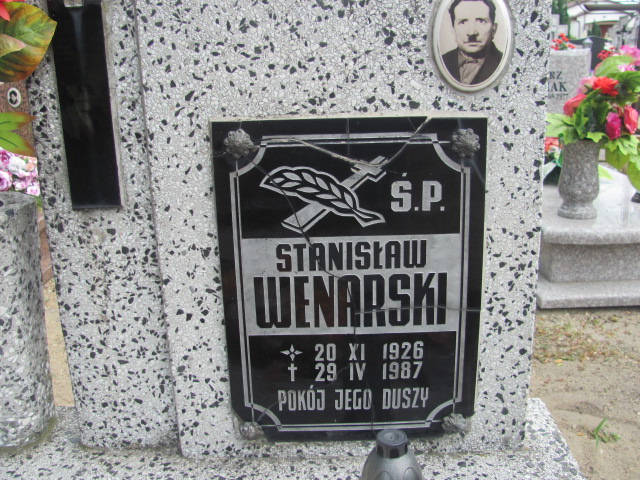 Ś.P.
STANISŁAW
WENARSKI
20 XI 1926
† 29 IV 1987
POKÓJ JEGO DUSZY